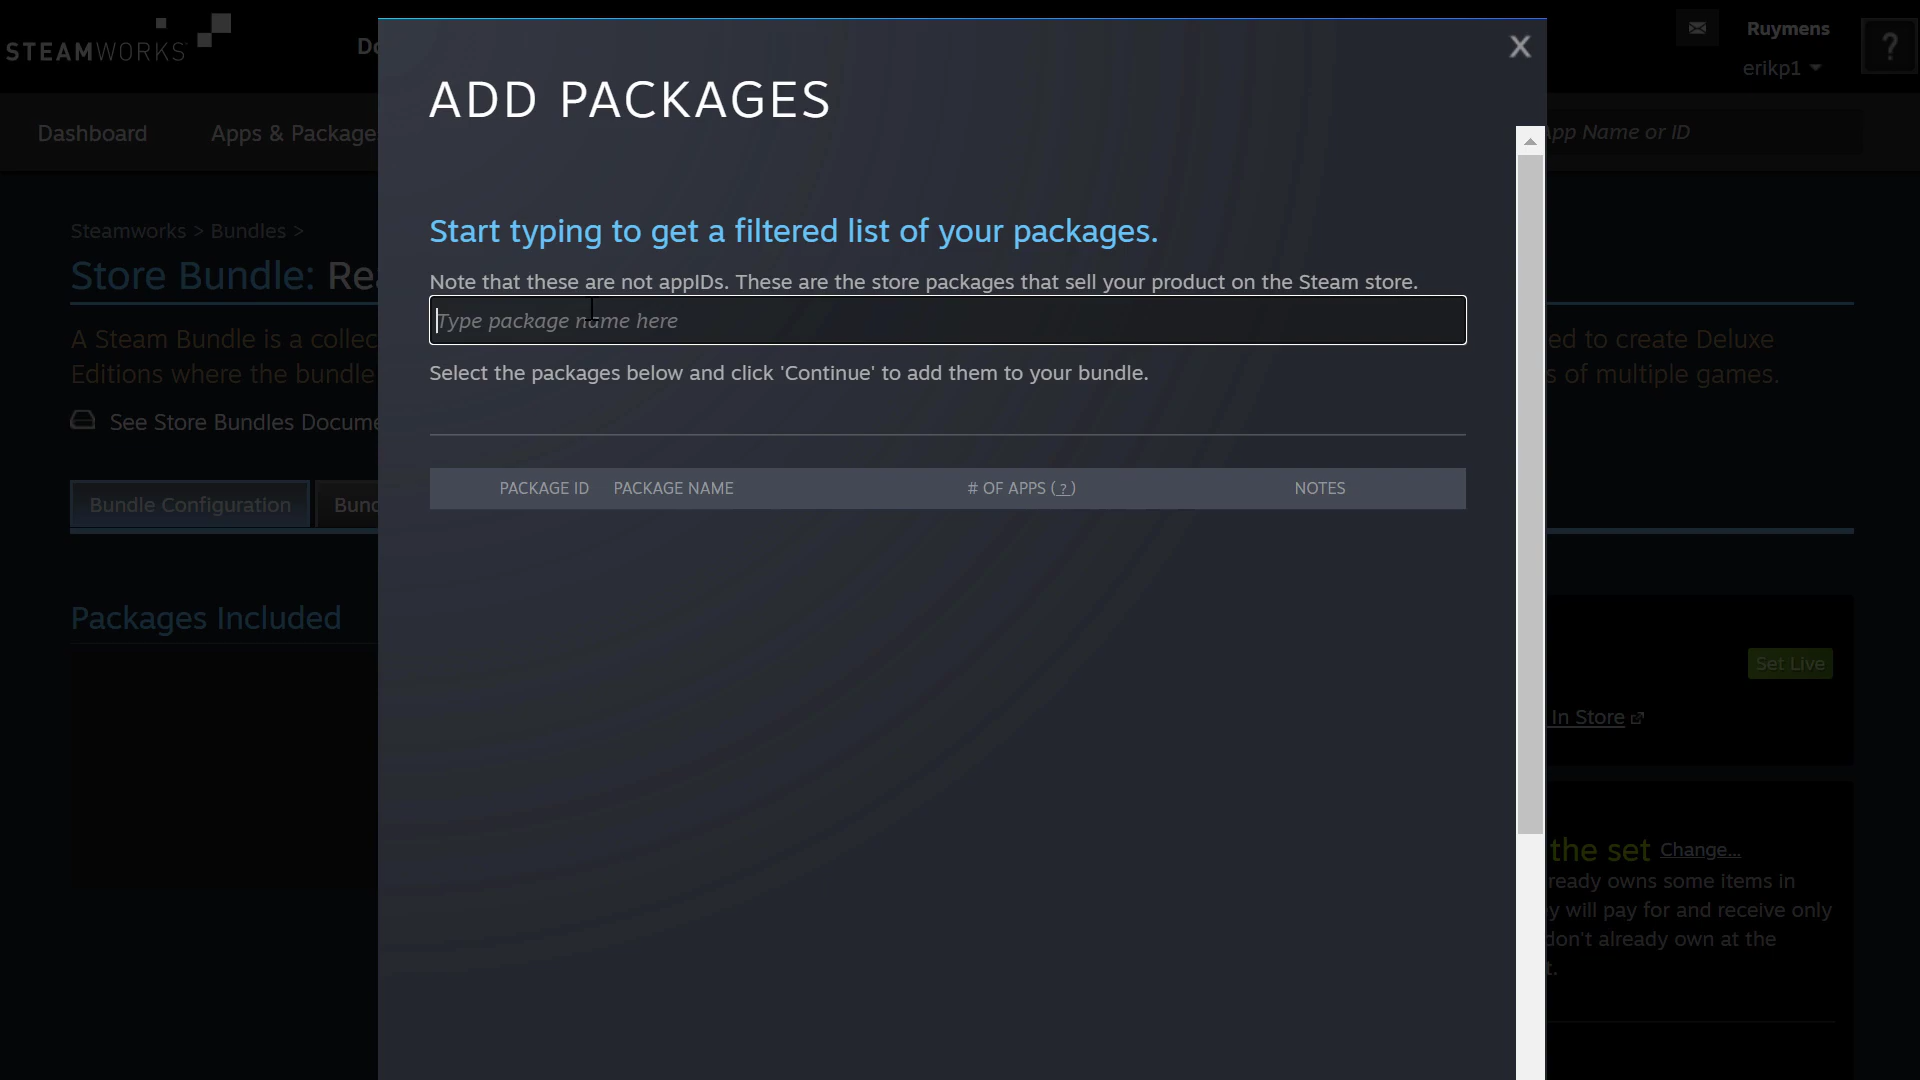 STEAMWORKS
Ruymens
erikp1
?
Dashboard
Apps & Package
App Name or ID
X
ADD PACKAGES
Start typing to get a filtered list of your packages.
Note that these are not appIDs. These are the store packages that sell your product on the Steam store.
Type package name here
Select the packages below and click 'Continue' to add them to your bundle.
PACKAGE ID PACKAGE NAME # OF APPS ( ? ) NOTES
Steamworks > Bundles >
Store Bundle:
A Steam Bundle is a
ed to create Deluxe
Editions where the bundle
s of multiple games.
See Store Bundles
Bundle Configuration
Packages Included
Set Live
In Store
the set Change...
ready owns some items in
y will pay for and receive only
don't already own at the
t.